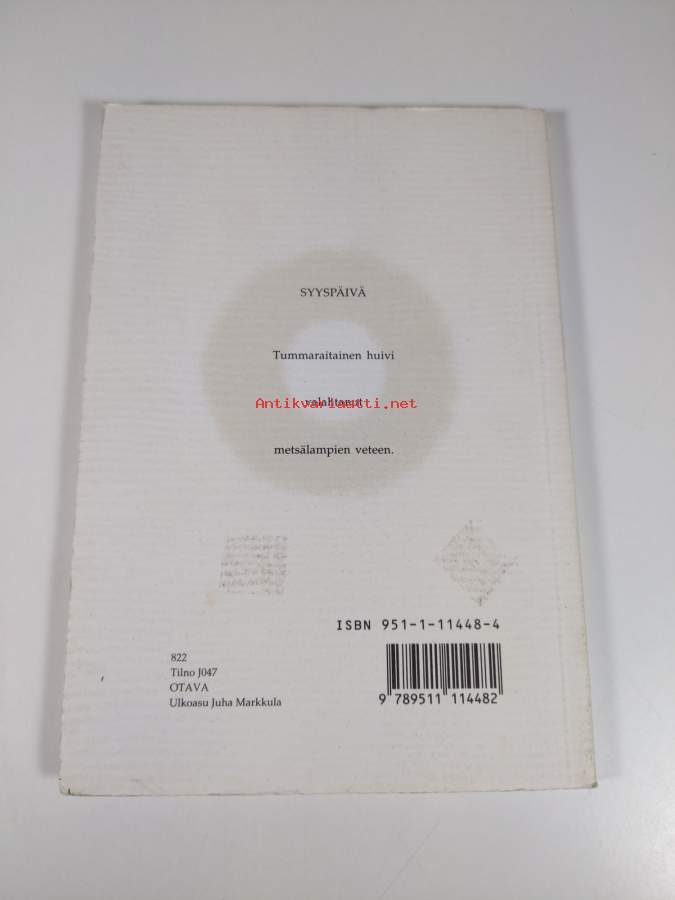 SYYSPÄIVÄ
Tummaraitainen huivi
valahtanut
Antikvariaatti.net
metsälampien veteen.
ISBN 951-1-11448-4
822
Tilno J047
OTAVA
Ulkoasu Juha Markkula
9 789511 114482